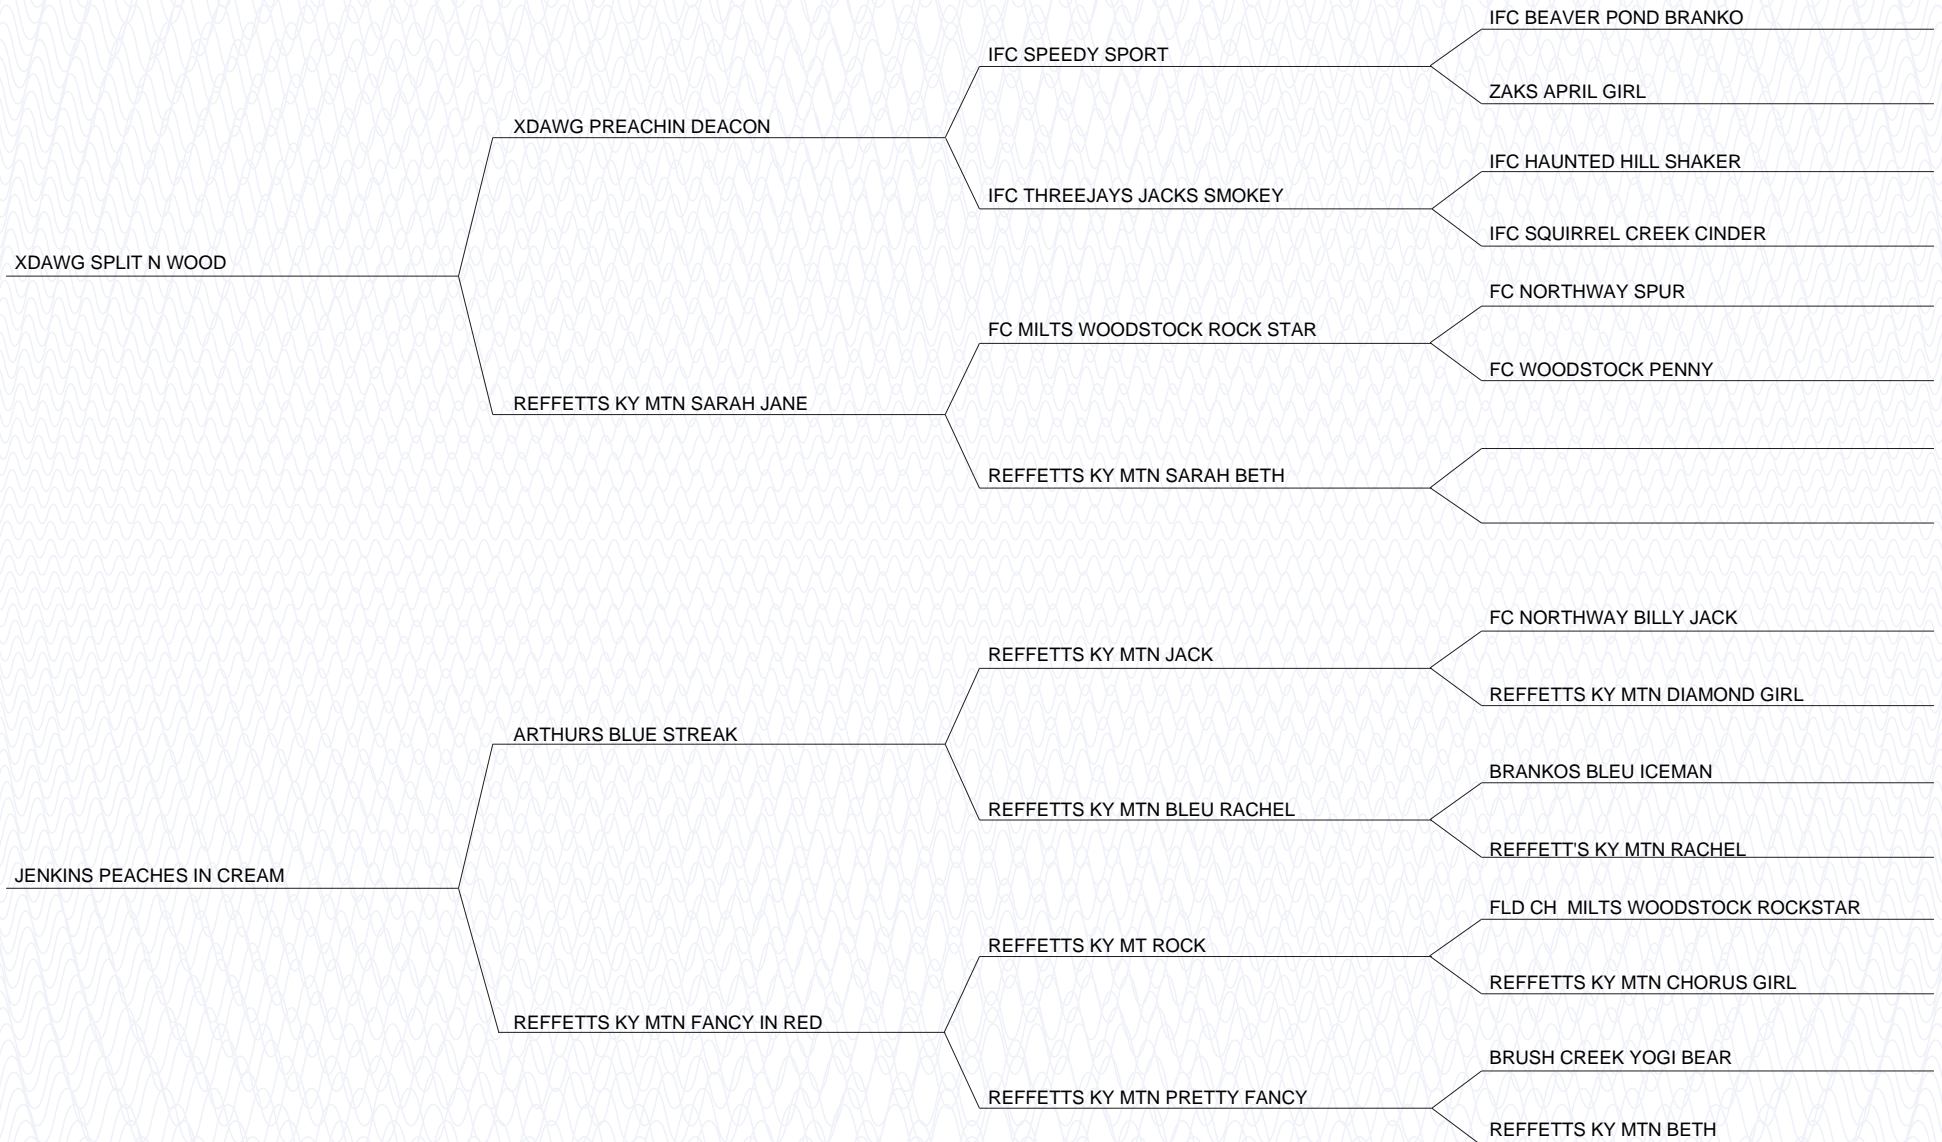 IFC BEAVER POND BRANKO
IFC SPEEDY SPORT
ZAKS APRIL GIRL
XDAWG PREACHIN DEACON
IFC HAUNTED HILL SHAKER
IFC THREEJAYS JACKS SMOKEY
IFC SQUIRREL CREEK CINDER
XDAWG SPLIT N WOOD
FC NORTHWAY SPUR
FC MILTS WOODSTOCK ROCK STAR
FC WOODSTOCK PENNY
REFFETTS KY MTN SARAH JANE
REFFETTS KY MTN SARAH BETH
FC NORTHWAY BILLY JACK
REFFETTS KY MTN JACK
REFFETTS KY MTN DIAMOND GIRL
ARTHURS BLUE STREAK
BRANKOS BLEU ICEMAN
REFFETTS KY MTN BLEU RACHEL
REFFETT'S KY MTN RACHEL
JENKINS PEACHES IN CREAM
FLD CH  MILTS WOODSTOCK ROCKSTAR
REFFETTS KY MT ROCK
REFFETTS KY MTN CHORUS GIRL
REFFETTS KY MTN FANCY IN RED
BRUSH CREEK YOGI BEAR
REFFETTS KY MTN PRETTY FANCY
REFFETTS KY MTN BETH